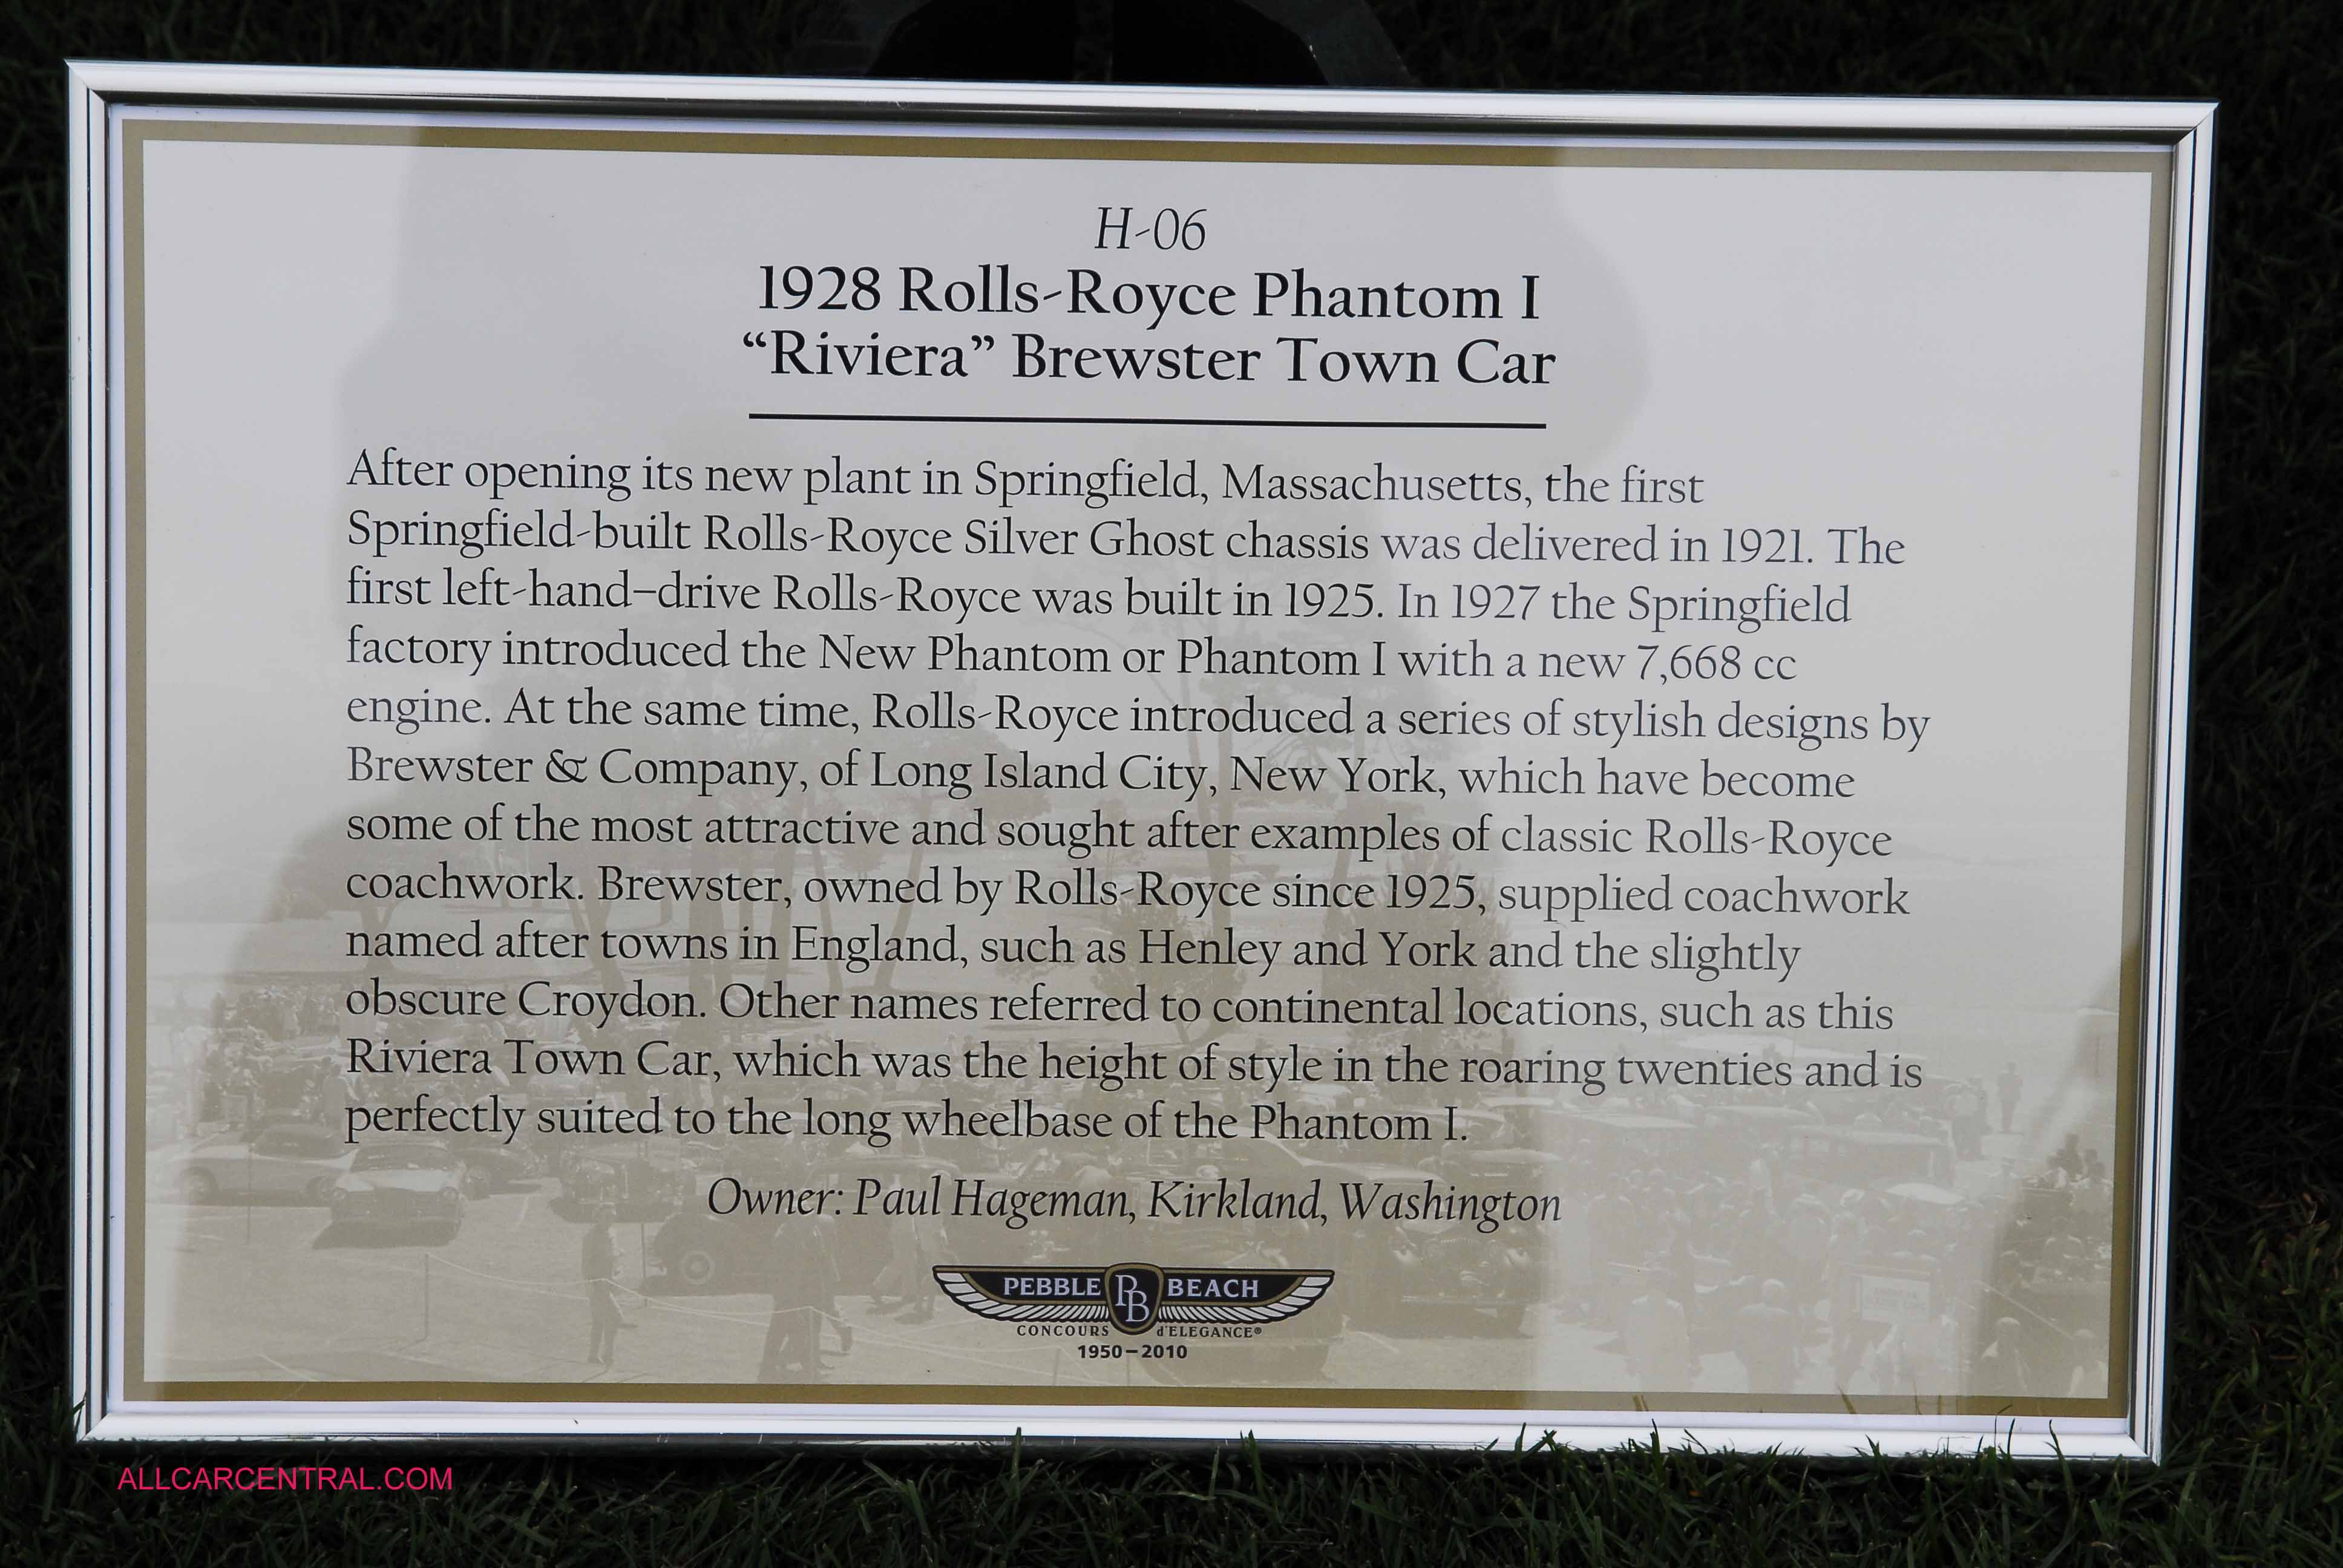 H-06
1928 Rolls-Royce Phantom I
“Riviera” Brewster Town Car
After opening its new plant in Springfield, Massachusetts, the first
Springfield-built Rolls-Royce Silver Ghost chassis was delivered in 1921. The
first left-hand–drive Rolls-Royce was built in 1925. In 1927 the Springfield
factory introduced the New Phantom or Phantom I with a new 7,668 cc
engine. At the same time, Rolls-Royce introduced a series of stylish designs by
Brewster & Company, of Long Island City, New York, which have become
some of the most attractive and sought after examples of classic Rolls-Royce
coachwork. Brewster, owned by Rolls-Royce since 1925, supplied coachwork
named after towns in England, such as Henley and York and the slightly
obscure Croydon. Other names referred to continental locations, such as this
Riviera Town Car, which was the height of style in the roaring twenties and is
perfectly suited to the long wheelbase of the Phantom I.
Owner: Paul Hageman, Kirkland, Washington
PEBBLE PB BEACH
CONCOURS d'ELEGANCE®
1950–2010
ALLCARCENTRAL.COM